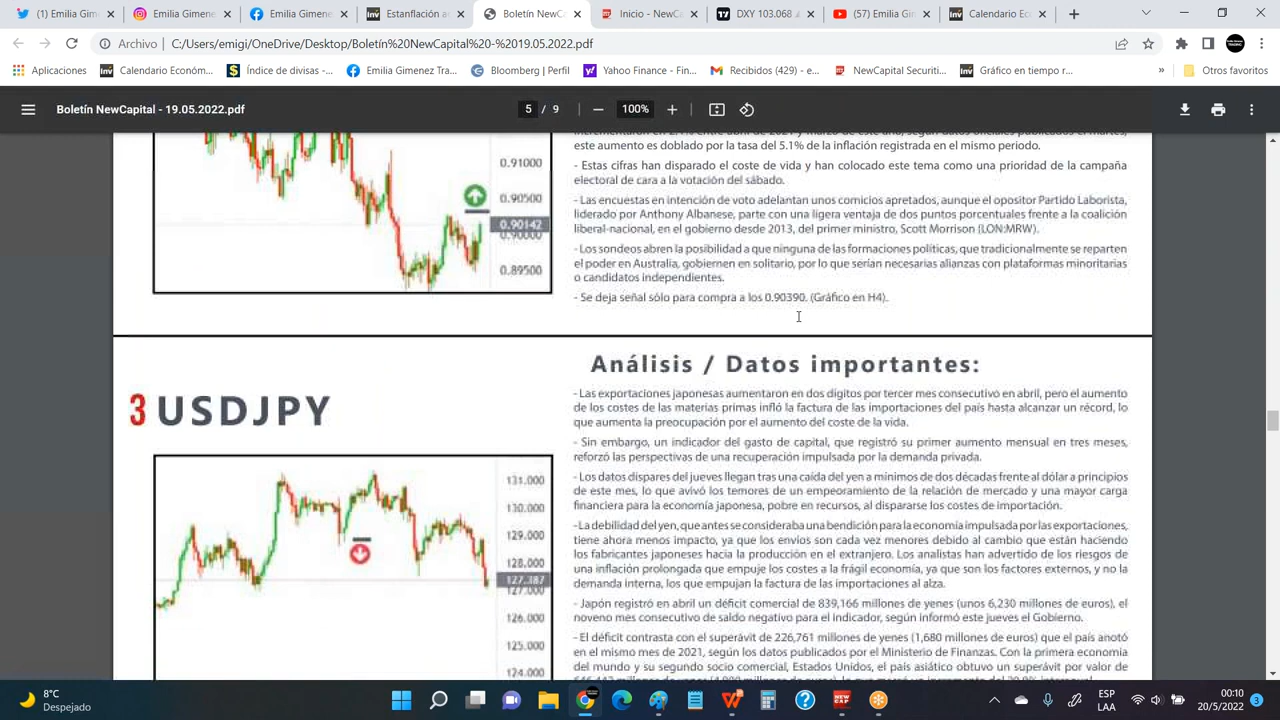 (1) Emilia Gimen
Emilia Gimene
Emilia Gimene
Estanflación a
Boletín NewC
Inicio - NewCa
DXY 103.068
(57) Emilia Gi
Calendario Ec
Archivo | C:/Users/emigi/OneDrive/Desktop/Boletín%20NewCapital%20-%2019.05.2022.pdf
Aplicaciones
Calendario Económ...
Índice de divisas -...
Emilia Gimenez Tra...
Bloomberg | Perfil
Yahoo Finance - Fin...
Recibidos (429) - e...
NewCapital Securiti...
Gráfico en tiempo r...
»
Otros favoritos
Boletín NewCapital - 19.05.2022.pdf
5 / 9
100%
0.91000
0.90500
0.90142
0.90000
0.89500
este aumento es doblado por la tasa del 5.1% de la inflación registrada en el mismo periodo.
- Estas cifras han disparado el coste de vida y han colocado este tema como una prioridad de la campaña
electoral de cara a la votación del sábado.
- Las encuestas en intención de voto adelantan unos comicios apretados, aunque el opositor Partido Laborista,
liderado por Anthony Albanese, parte con una ligera ventaja de dos puntos porcentuales frente a la coalición
liberal-nacional, en el gobierno desde 2013, del primer ministro, Scott Morrison (LON:MRW).
- Los sondeos abren la posibilidad a que ninguna de las formaciones políticas, que tradicionalmente se reparten
el poder en Australia, gobiernen en solitario, por lo que serían necesarias alianzas con plataformas minoritarias
o candidatos independientes.
- Se deja señal sólo para compra a los 0.90390. (Gráfico en H4).
3 USDJPY
131.000
130.000
129.000
128.000
127.387
127.000
126.000
125.000
124.000
Análisis / Datos importantes:
- Las exportaciones japonesas aumentaron en dos dígitos por tercer mes consecutivo en abril, pero el aumento
de los costes de las materias primas infló la factura de las importaciones del país hasta alcanzar un récord, lo
que aumenta la preocupación por el aumento del coste de la vida.
- Sin embargo, un indicador del gasto de capital, que registró su primer aumento mensual en tres meses,
reforzó las perspectivas de una recuperación impulsada por la demanda privada.
- Los datos dispares del jueves llegan tras una caída del yen a mínimos de dos décadas frente al dólar a principios
de este mes, lo que avivó los temores de un empeoramiento de la relación de mercado y una mayor carga
financiera para la economía japonesa, pobre en recursos, al dispararse los costes de importación.
- La debilidad del yen, que antes se consideraba una bendición para la economía impulsada por las exportaciones,
tiene ahora menos impacto, ya que los envíos son cada vez menores debido al cambio que están haciendo
los fabricantes japoneses hacia la producción en el extranjero. Los analistas han advertido de los riesgos de
una inflación prolongada que empuje los costes a la frágil economía, ya que son los factores externos, y no la
demanda interna, los que empujan la factura de las importaciones al alza.
- Japón registró en abril un déficit comercial de 839,166 millones de yenes (unos 6,230 millones de euros), el
noveno mes consecutivo de saldo negativo para el indicador, según informó este jueves el Gobierno.
- El déficit contrasta con el superávit de 226,761 millones de yenes (1,680 millones de euros) que el país anotó
en el mismo mes de 2021, según los datos publicados por el Ministerio de Finanzas. Con la primera economía
del mundo y su segundo socio comercial, Estados Unidos, el país asiático obtuvo un superávit por valor de
8°C
Despejado
ESP
LAA
00:10
20/5/2022
3